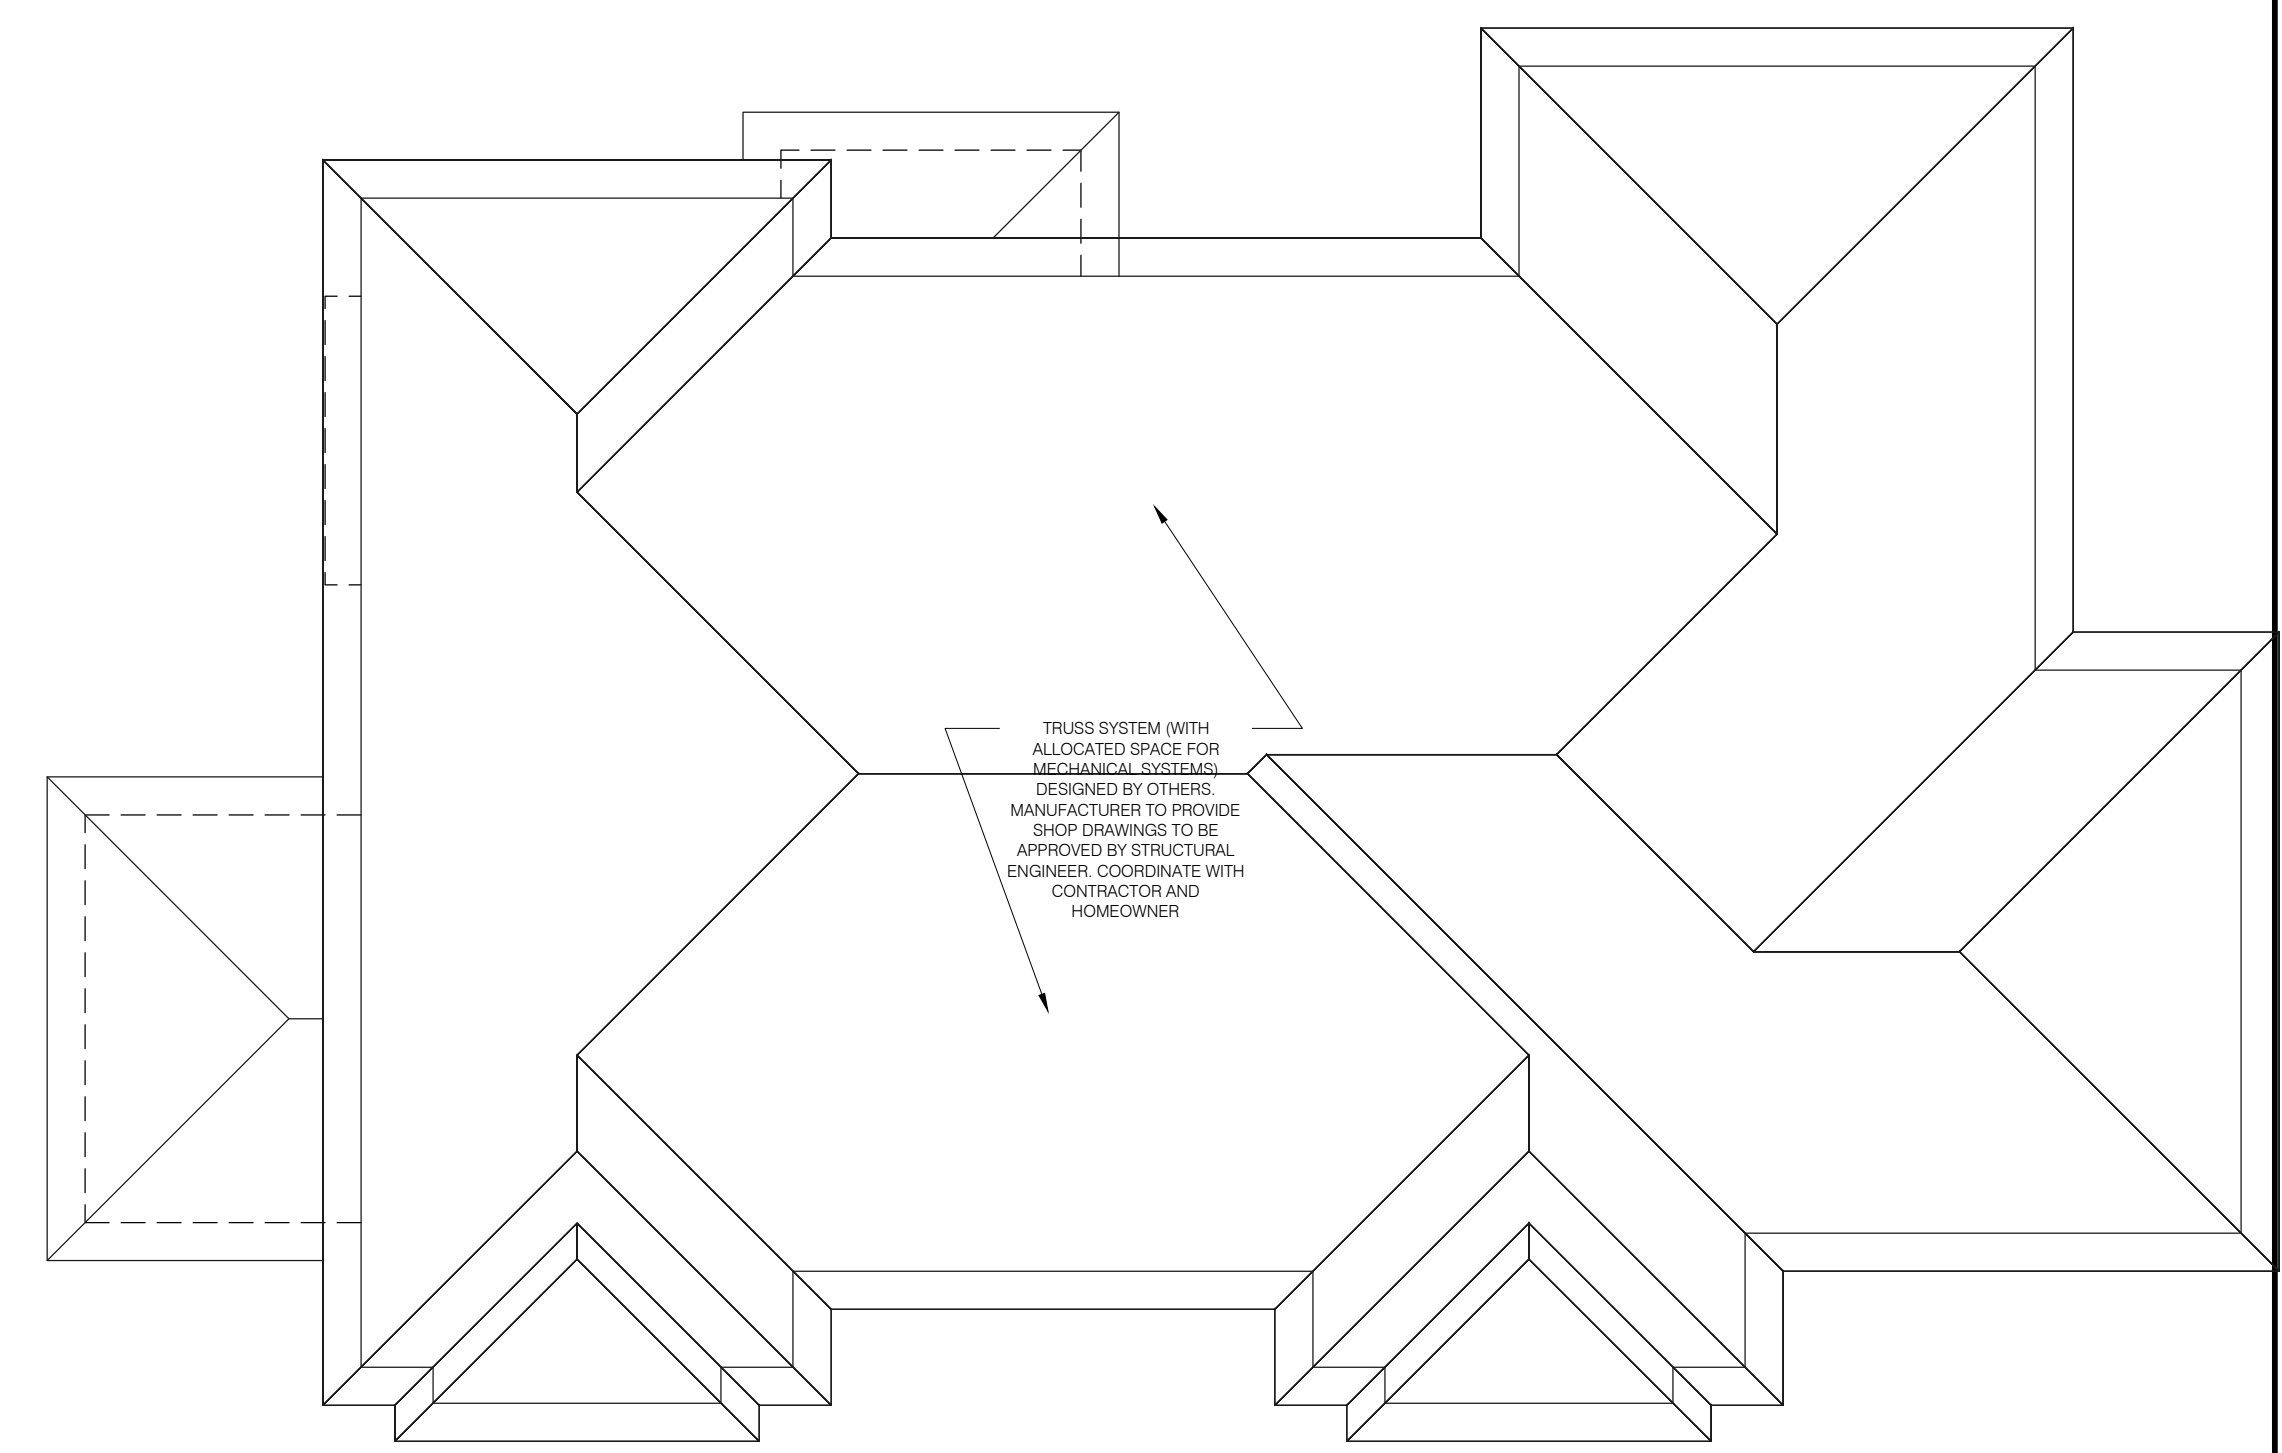 TRUSS SYSTEM (WITH
ALLOCATED SPACE FOR
MECHANICAL SYSTEMS)
DESIGNED BY OTHERS.
MANUFACTURER TO PROVIDE
SHOP DRAWINGS TO BE
APPROVED BY STRUCTURAL
ENGINEER. COORDINATE WITH
CONTRACTOR AND
HOMEOWNER